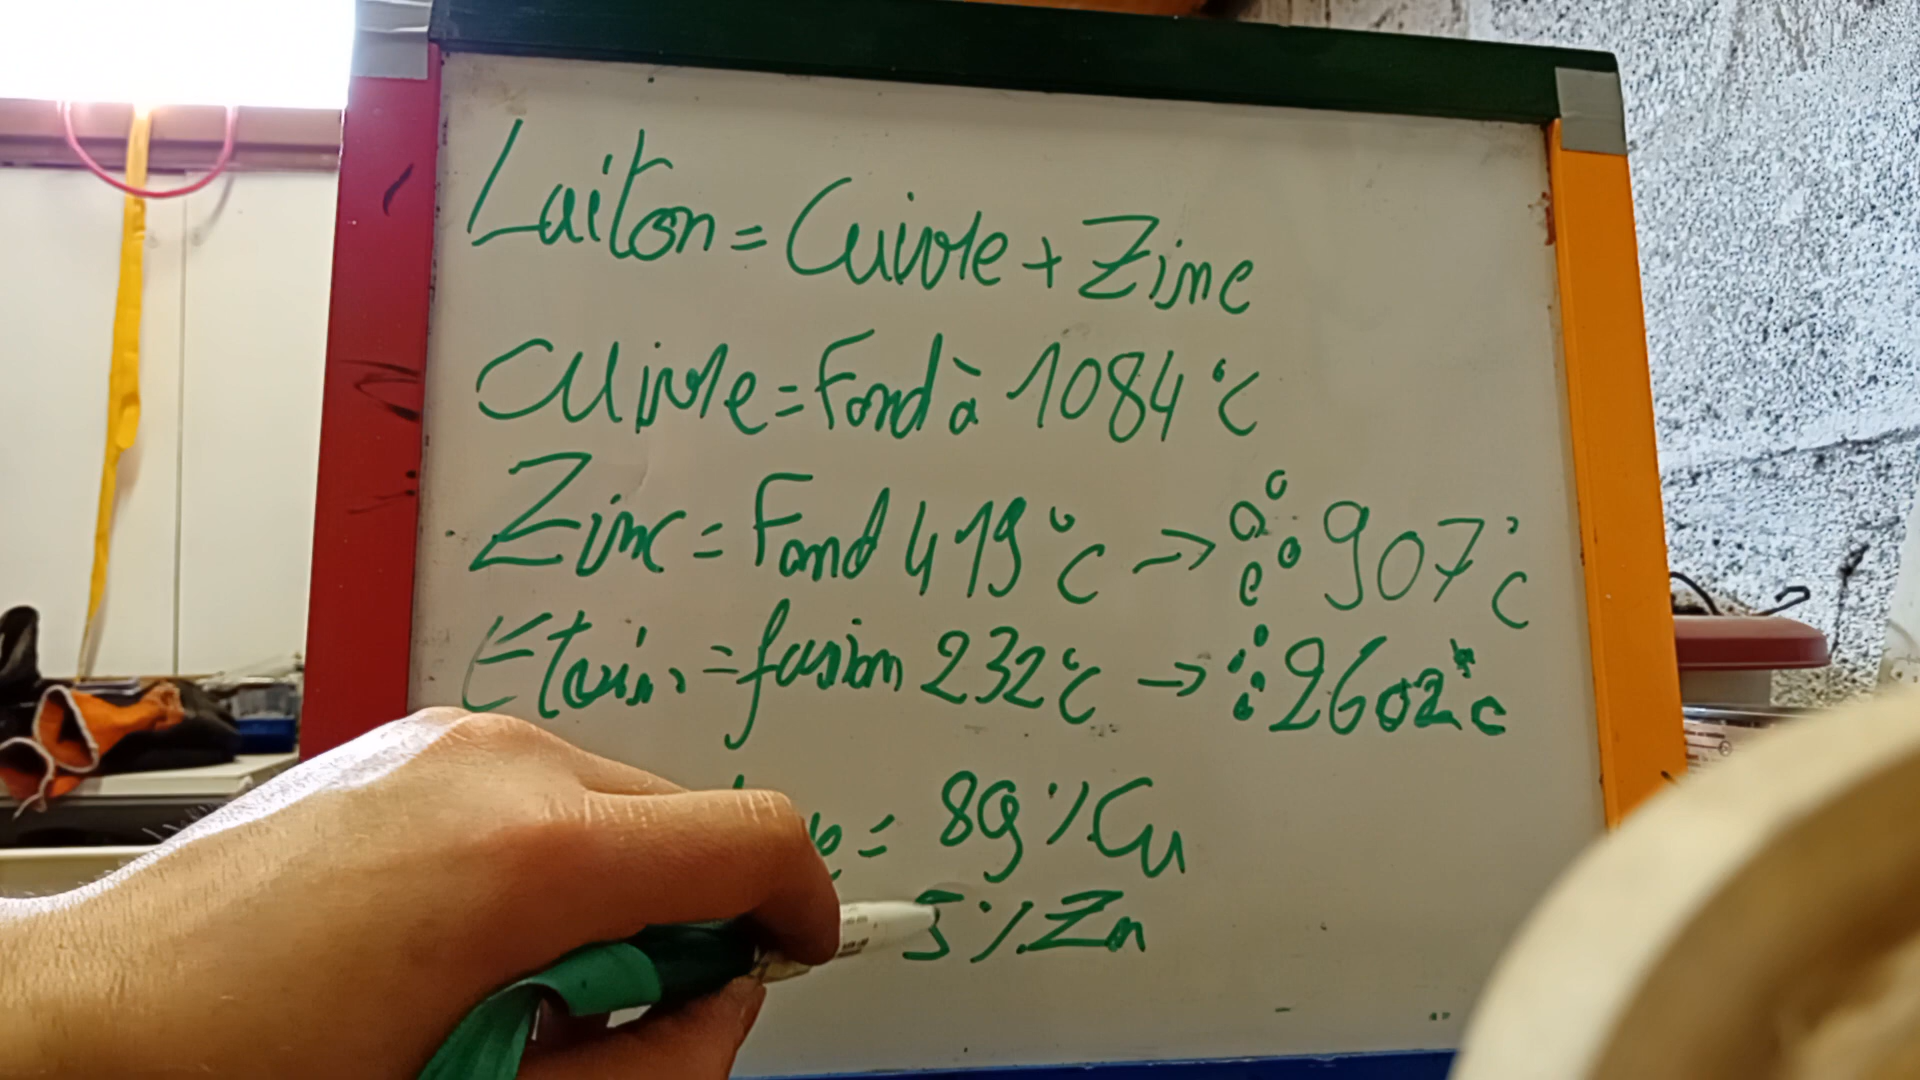 Laiton = Cuivre + Zinc
Cuivre = Fond à 1084°C
Zinc = Fond 419°C → 907°C
Etain = fusion 232°C → 2602°C
= 89% Cu
5% Zn